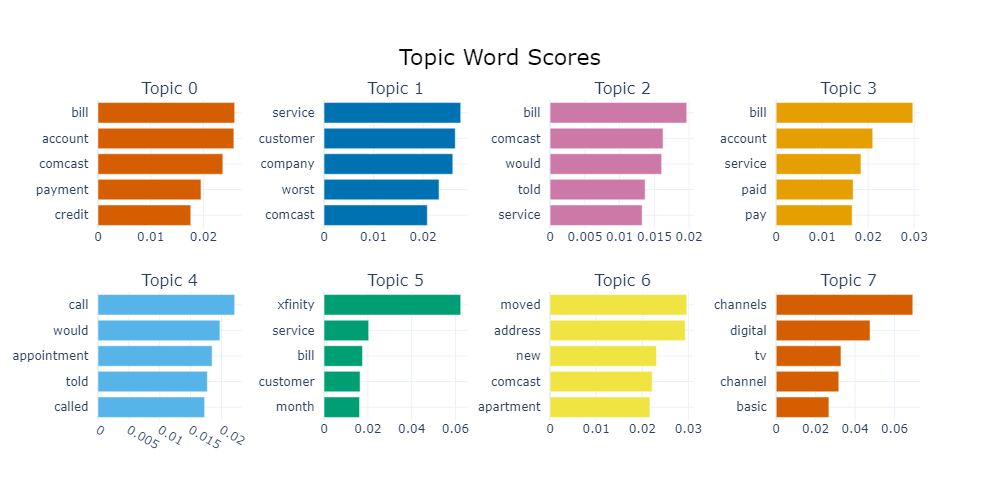 Topic Word Scores
Topic 0
bill
account
comcast
payment
credit
0 0.01 0.02
Topic 1
service
customer
company
worst
comcast
0 0.01 0.02
Topic 2
bill
comcast
would
told
service
0 0.005 0.01 0.015 0.02
Topic 3
bill
account
service
paid
pay
0 0.01 0.02 0.03
Topic 4
call
would
appointment
told
called
0 0.005 0.01 0.015 0.02
Topic 5
xfinity
service
bill
customer
month
0 0.02 0.04 0.06
Topic 6
moved
address
new
comcast
apartment
0 0.01 0.02 0.03
Topic 7
channels
digital
tv
channel
basic
0 0.02 0.04 0.06